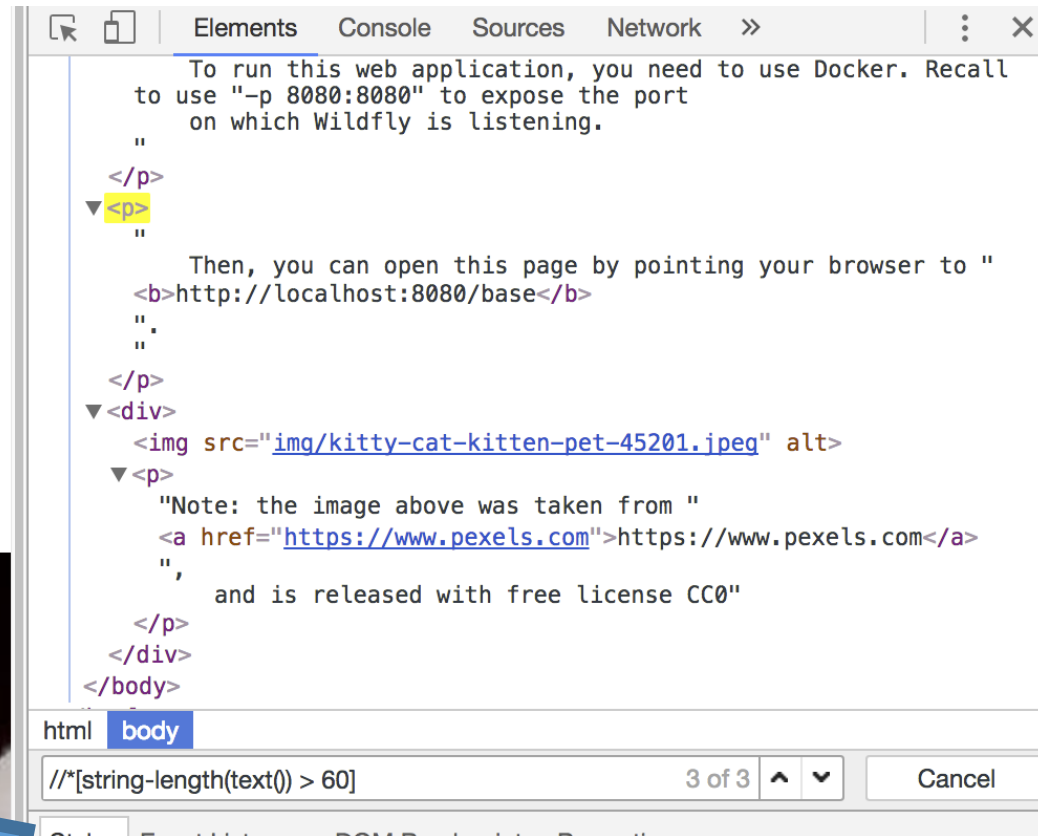 Elements Console Sources Network »
To run this web application, you need to use Docker. Recall
to use "-p 8080:8080" to expose the port
on which Wildfly is listening.
"
</p>
▼<p>
"
Then, you can open this page by pointing your browser to "
<b>http://localhost:8080/base</b>
".
"
</p>
▼<div>
<img src="img/kitty-cat-kitten-pet-45201.jpeg" alt>
▼<p>
"Note: the image above was taken from "
<a href="https://www.pexels.com">https://www.pexels.com</a>
",
and is released with free license CC0"
</p>
</div>
</body>
html body
//*[string-length(text()) > 60] 3 of 3 Cancel